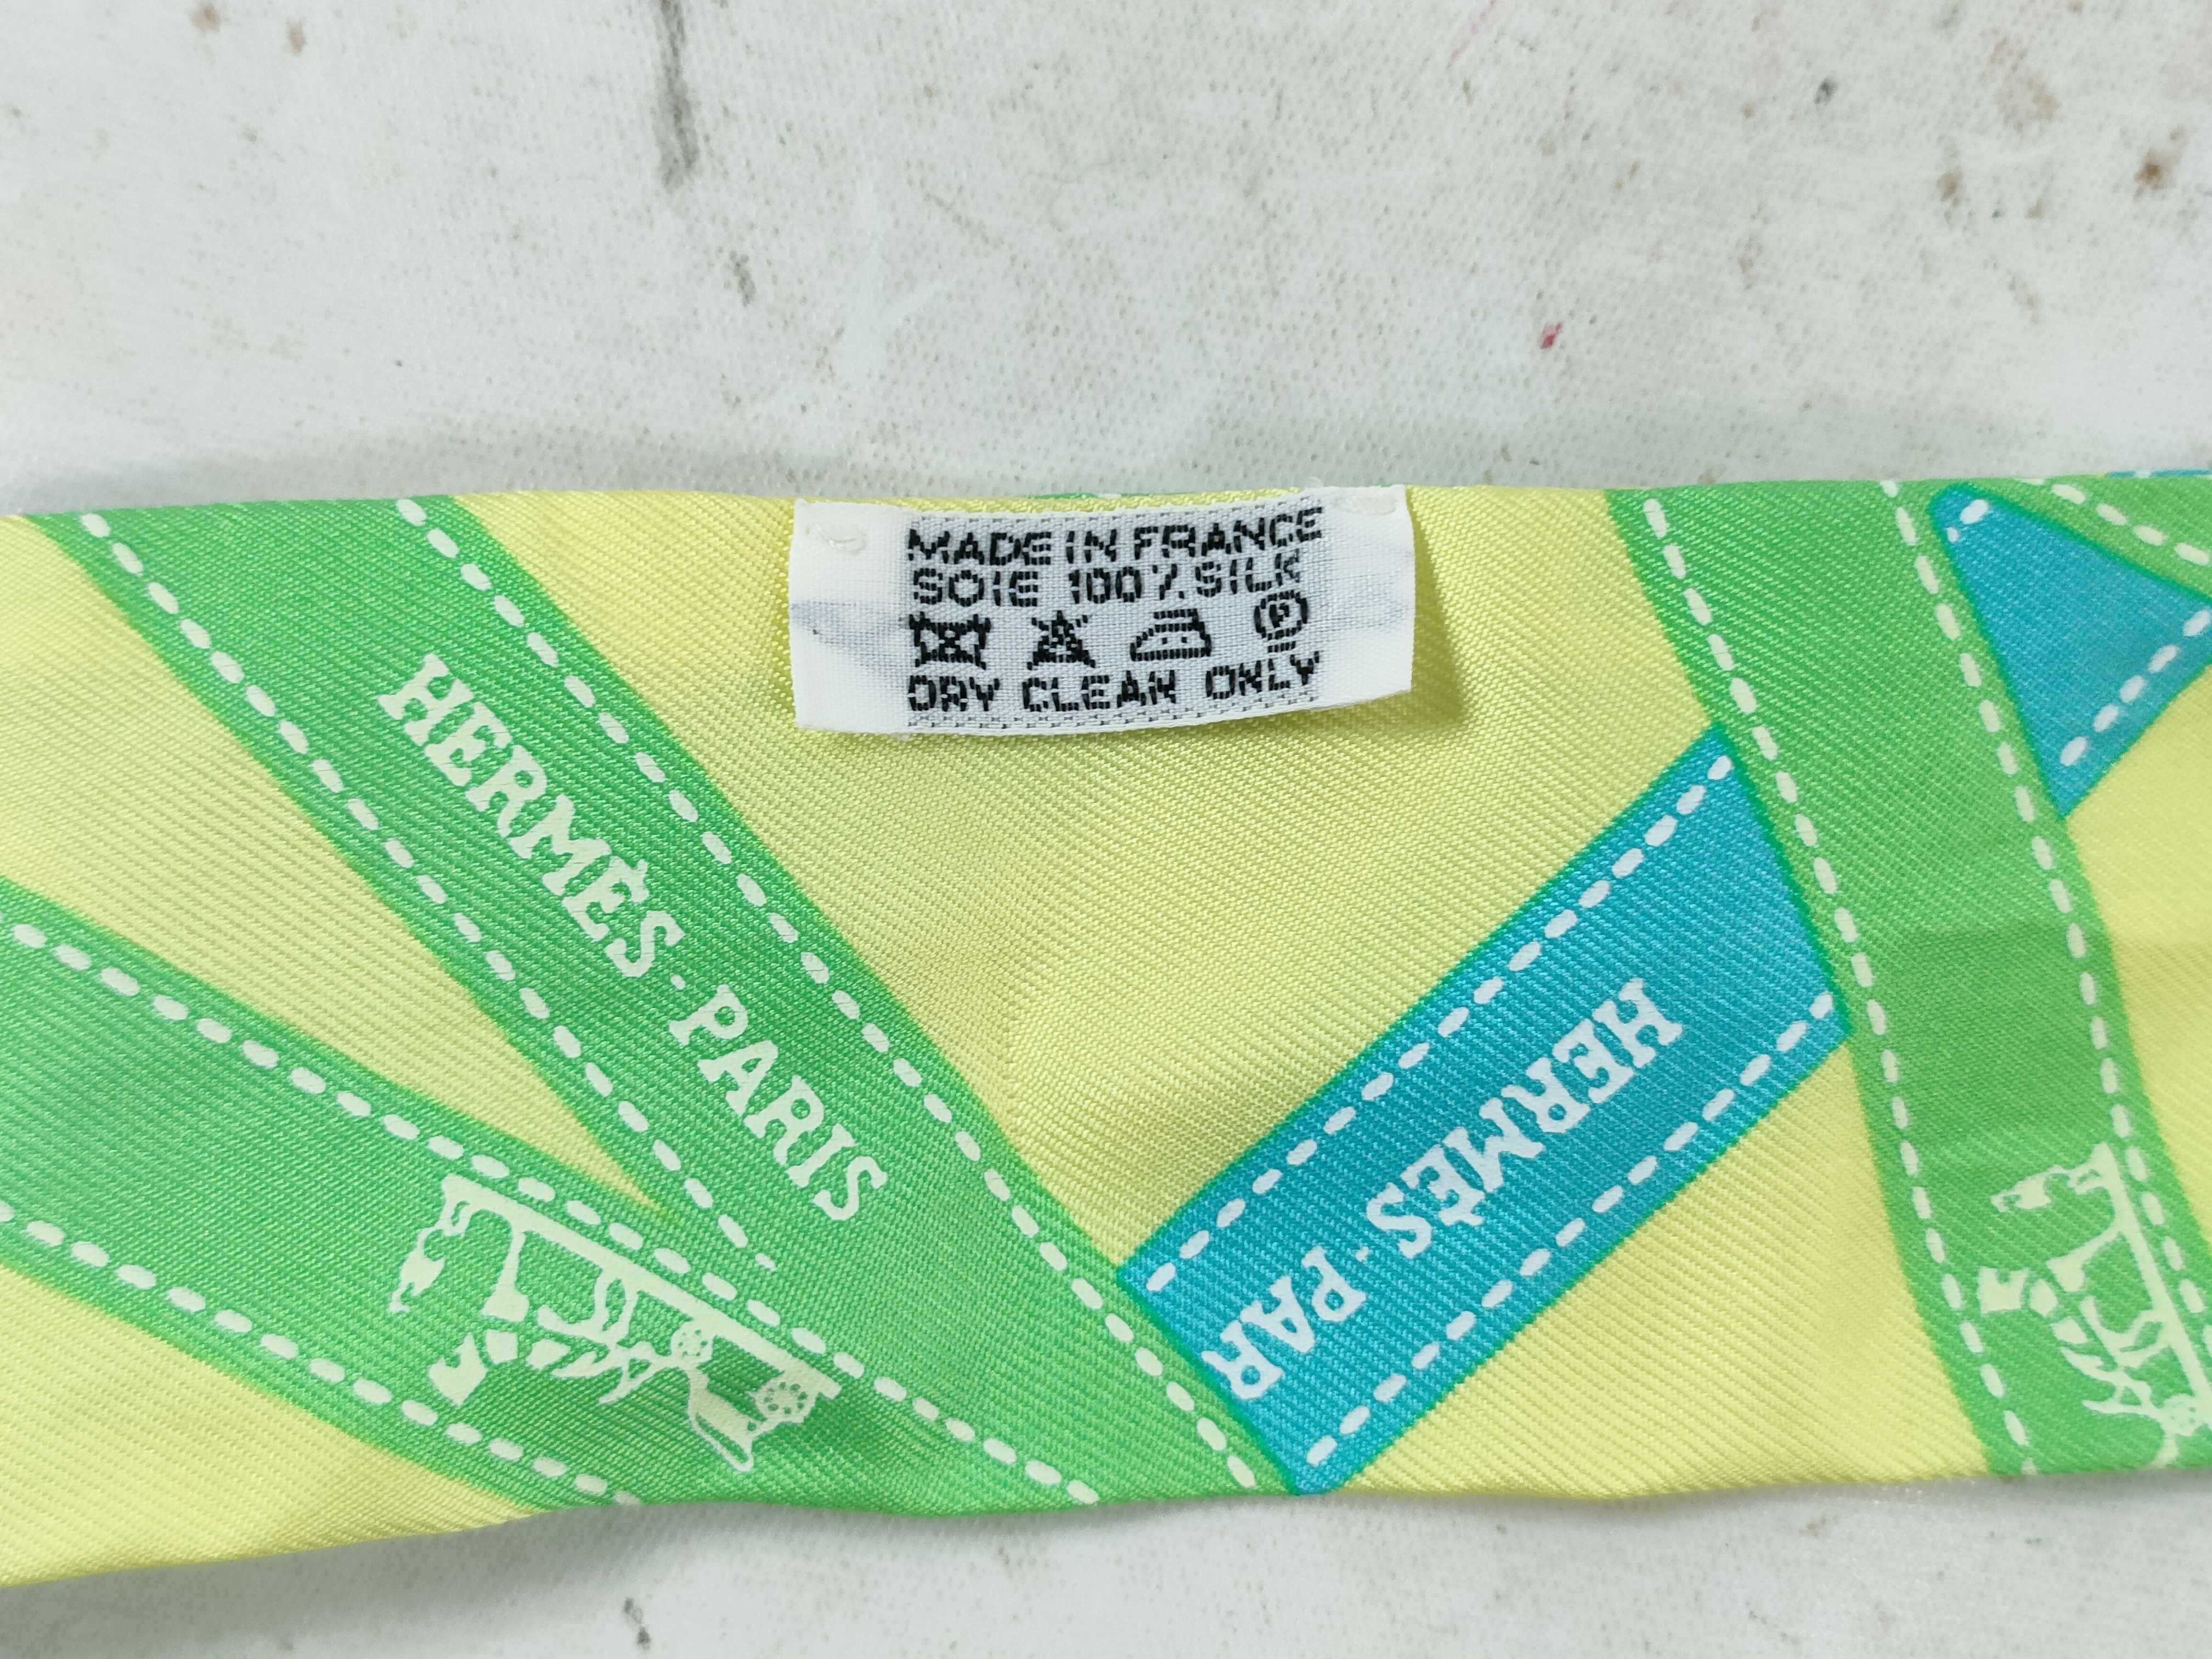 MADE IN FRANCE
SOIE 100% SILK
P
DRY CLEAN ONLY
HERMÈS-PARIS
HERMÈS-PAR